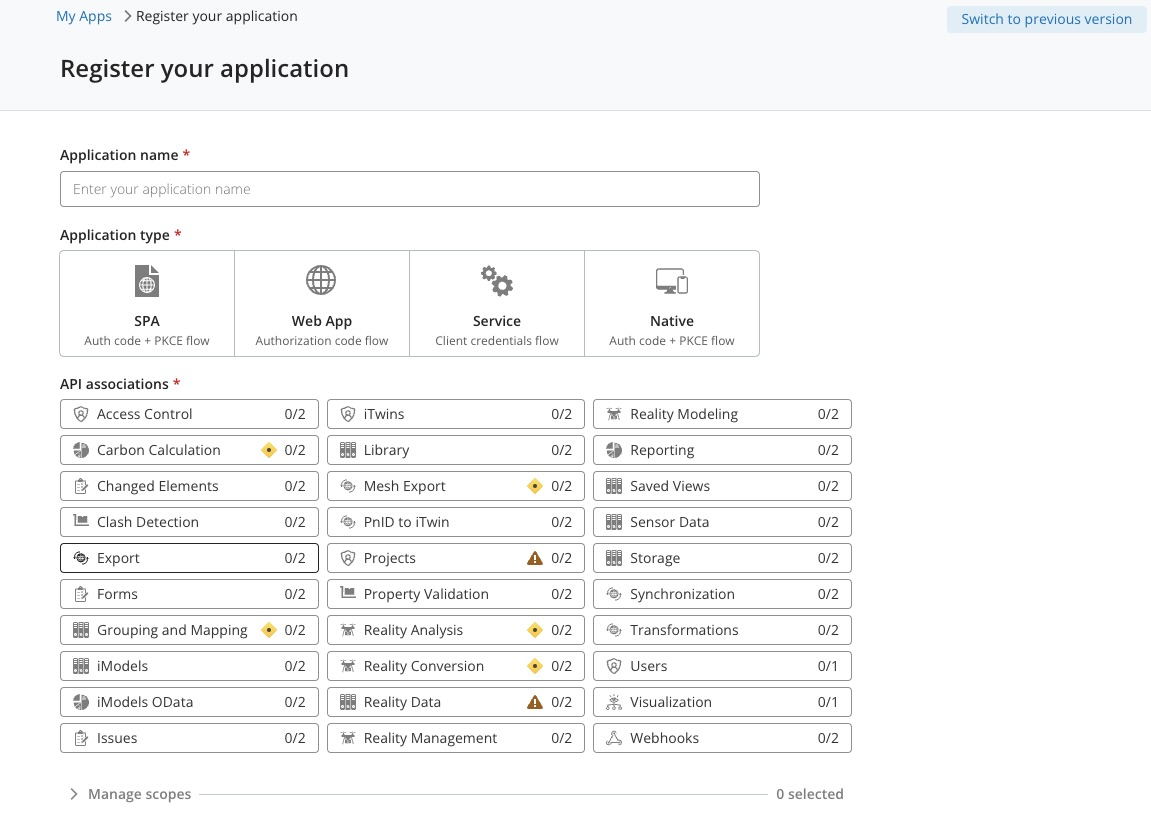 My Apps Register your application
Switch to previous version
Register your application
Application name *
Enter your application name
Application type *
SPA
Auth code + PKCE flow
Web App
Authorization code flow
Service
Client credentials flow
Native
Auth code + PKCE flow
API associations *
Access Control 0/2
iTwins 0/2
Reality Modeling 0/2
Carbon Calculation 0/2
Library 0/2
Reporting 0/2
Changed Elements 0/2
Mesh Export 0/2
Saved Views 0/2
Clash Detection 0/2
PnID to iTwin 0/2
Sensor Data 0/2
Export 0/2
Projects 0/2
Storage 0/2
Forms 0/2
Property Validation 0/2
Synchronization 0/2
Grouping and Mapping 0/2
Reality Analysis 0/2
Transformations 0/2
iModels 0/2
Reality Conversion 0/2
Users 0/1
iModels OData 0/2
Reality Data 0/2
Visualization 0/1
Issues 0/2
Reality Management 0/2
Webhooks 0/2
Manage scopes 0 selected